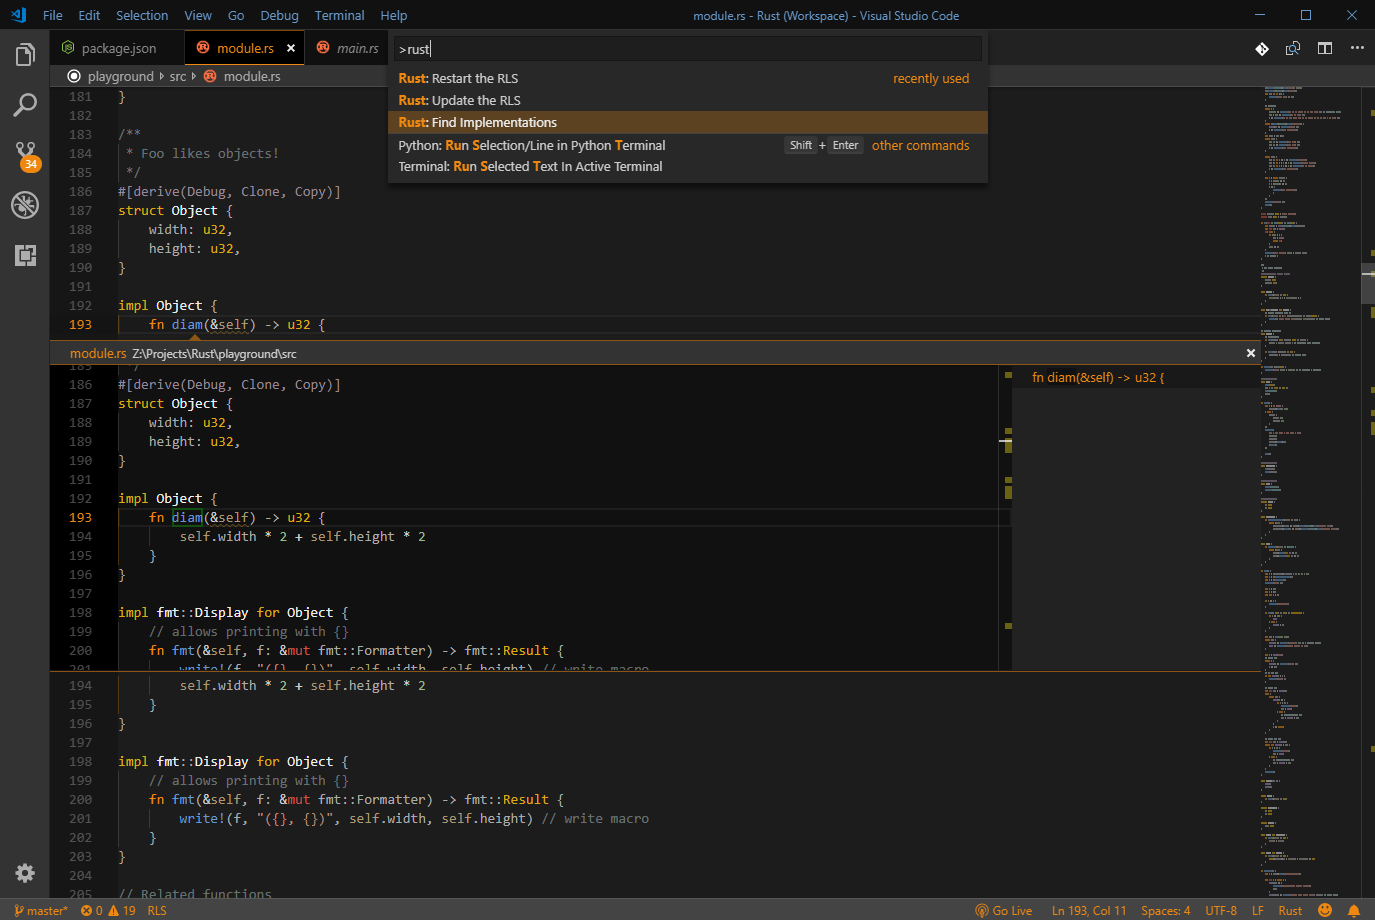 File Edit Selection View Go Debug Terminal Help
module.rs - Rust (Workspace) - Visual Studio Code
package.json
module.rs
main.rs
>rust
playground src module.rs
Rust: Restart the RLS recently used
Rust: Update the RLS
Rust: Find Implementations
Python: Run Selection/Line in Python Terminal Shift + Enter other commands
Terminal: Run Selected Text In Active Terminal
34
181 }
182
183 /**
184 * Foo likes objects!
185 */
186 #[derive(Debug, Clone, Copy)]
187 struct Object {
188 width: u32,
189 height: u32,
190 }
191
192 impl Object {
193 fn diam(&self) -> u32 {
module.rs Z:\Projects\Rust\playground\src
185 */
186 #[derive(Debug, Clone, Copy)]
187 struct Object {
188 width: u32,
189 height: u32,
190 }
191
192 impl Object {
193 fn diam(&self) -> u32 {
194 self.width * 2 + self.height * 2
195 }
196 }
197
198 impl fmt::Display for Object {
199 // allows printing with {}
200 fn fmt(&self, f: &mut fmt::Formatter) -> fmt::Result {
201 write!(f, "({}, {})", self.width, self.height) // write macro
fn diam(&self) -> u32 {
194 self.width * 2 + self.height * 2
195 }
196 }
197
198 impl fmt::Display for Object {
199 // allows printing with {}
200 fn fmt(&self, f: &mut fmt::Formatter) -> fmt::Result {
201 write!(f, "({}, {})", self.width, self.height) // write macro
202 }
203 }
204
205 // Related functions
master* 0 19 RLS
Go Live Ln 193, Col 11 Spaces: 4 UTF-8 LF Rust